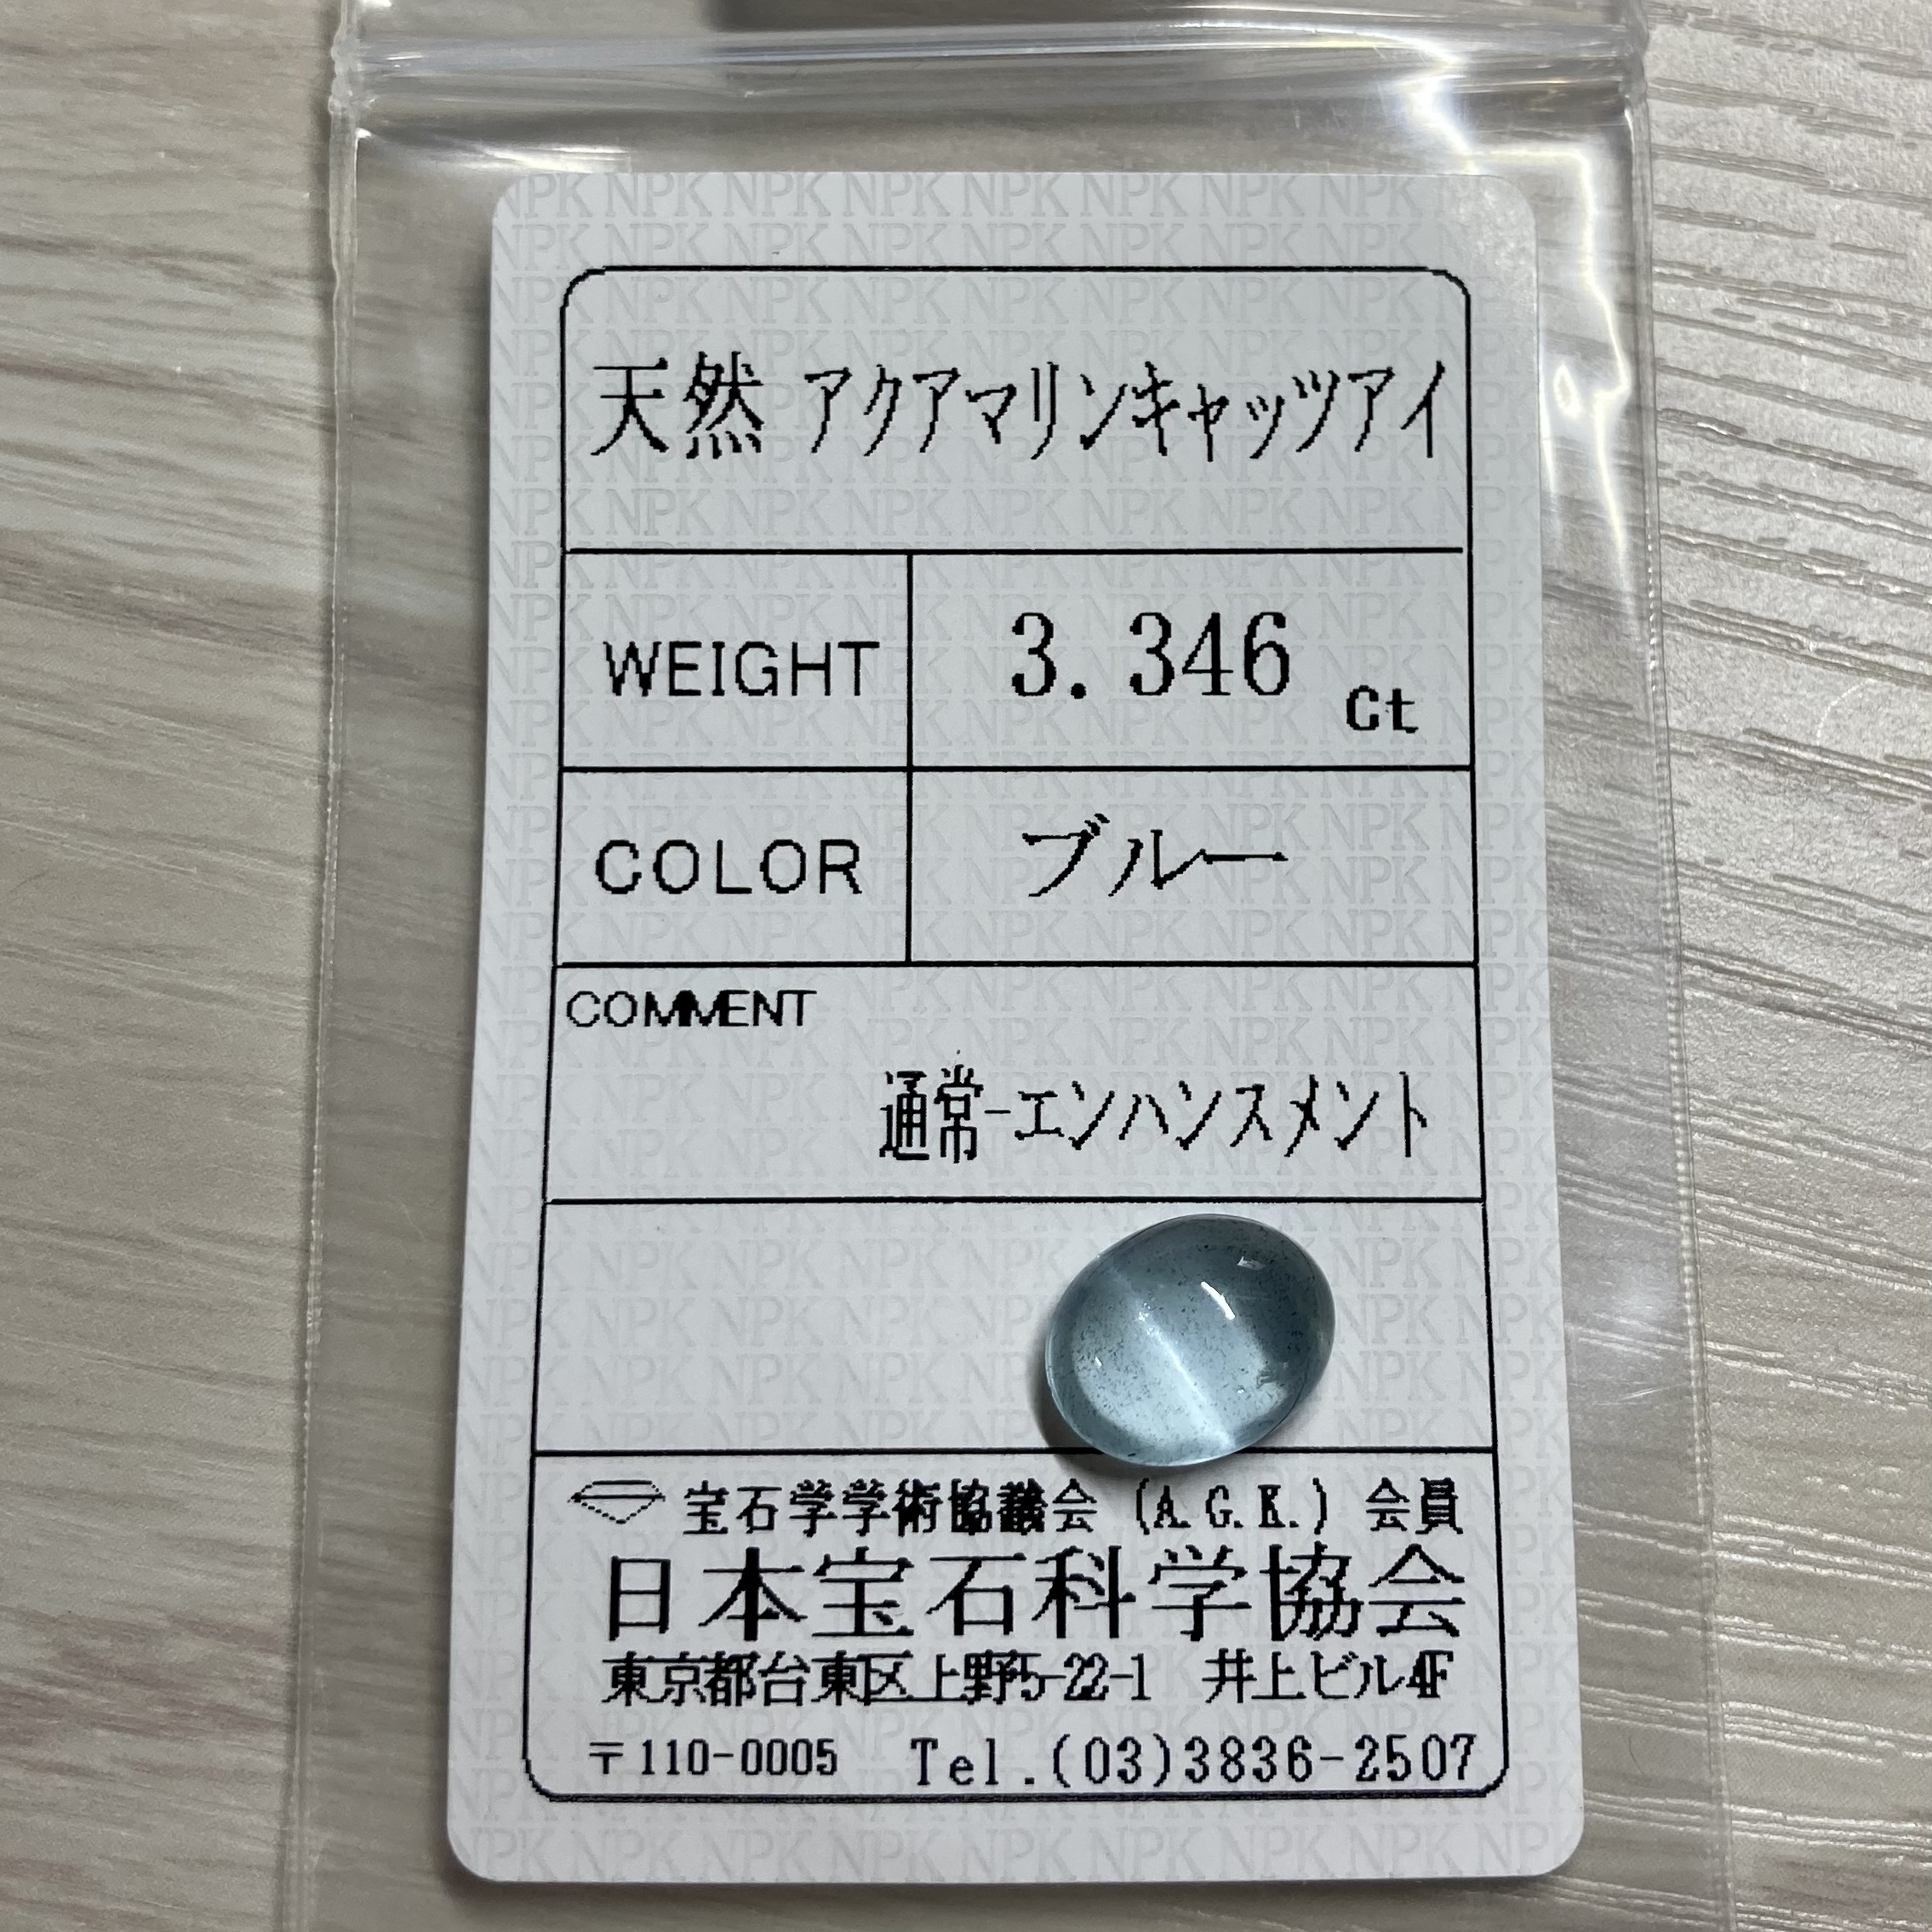 天然 アクアマリンキャッツアイ
WEIGHT 3.346 Ct
COLOR ブルー
COMMENT
通常-エンハンスメント
宝石学学術協議会 (A.G.K.) 会員
日本宝石科学協会
東京都台東区上野5-22-1 井上ビル4F
〒110-0005 Tel.(03)3836-2507